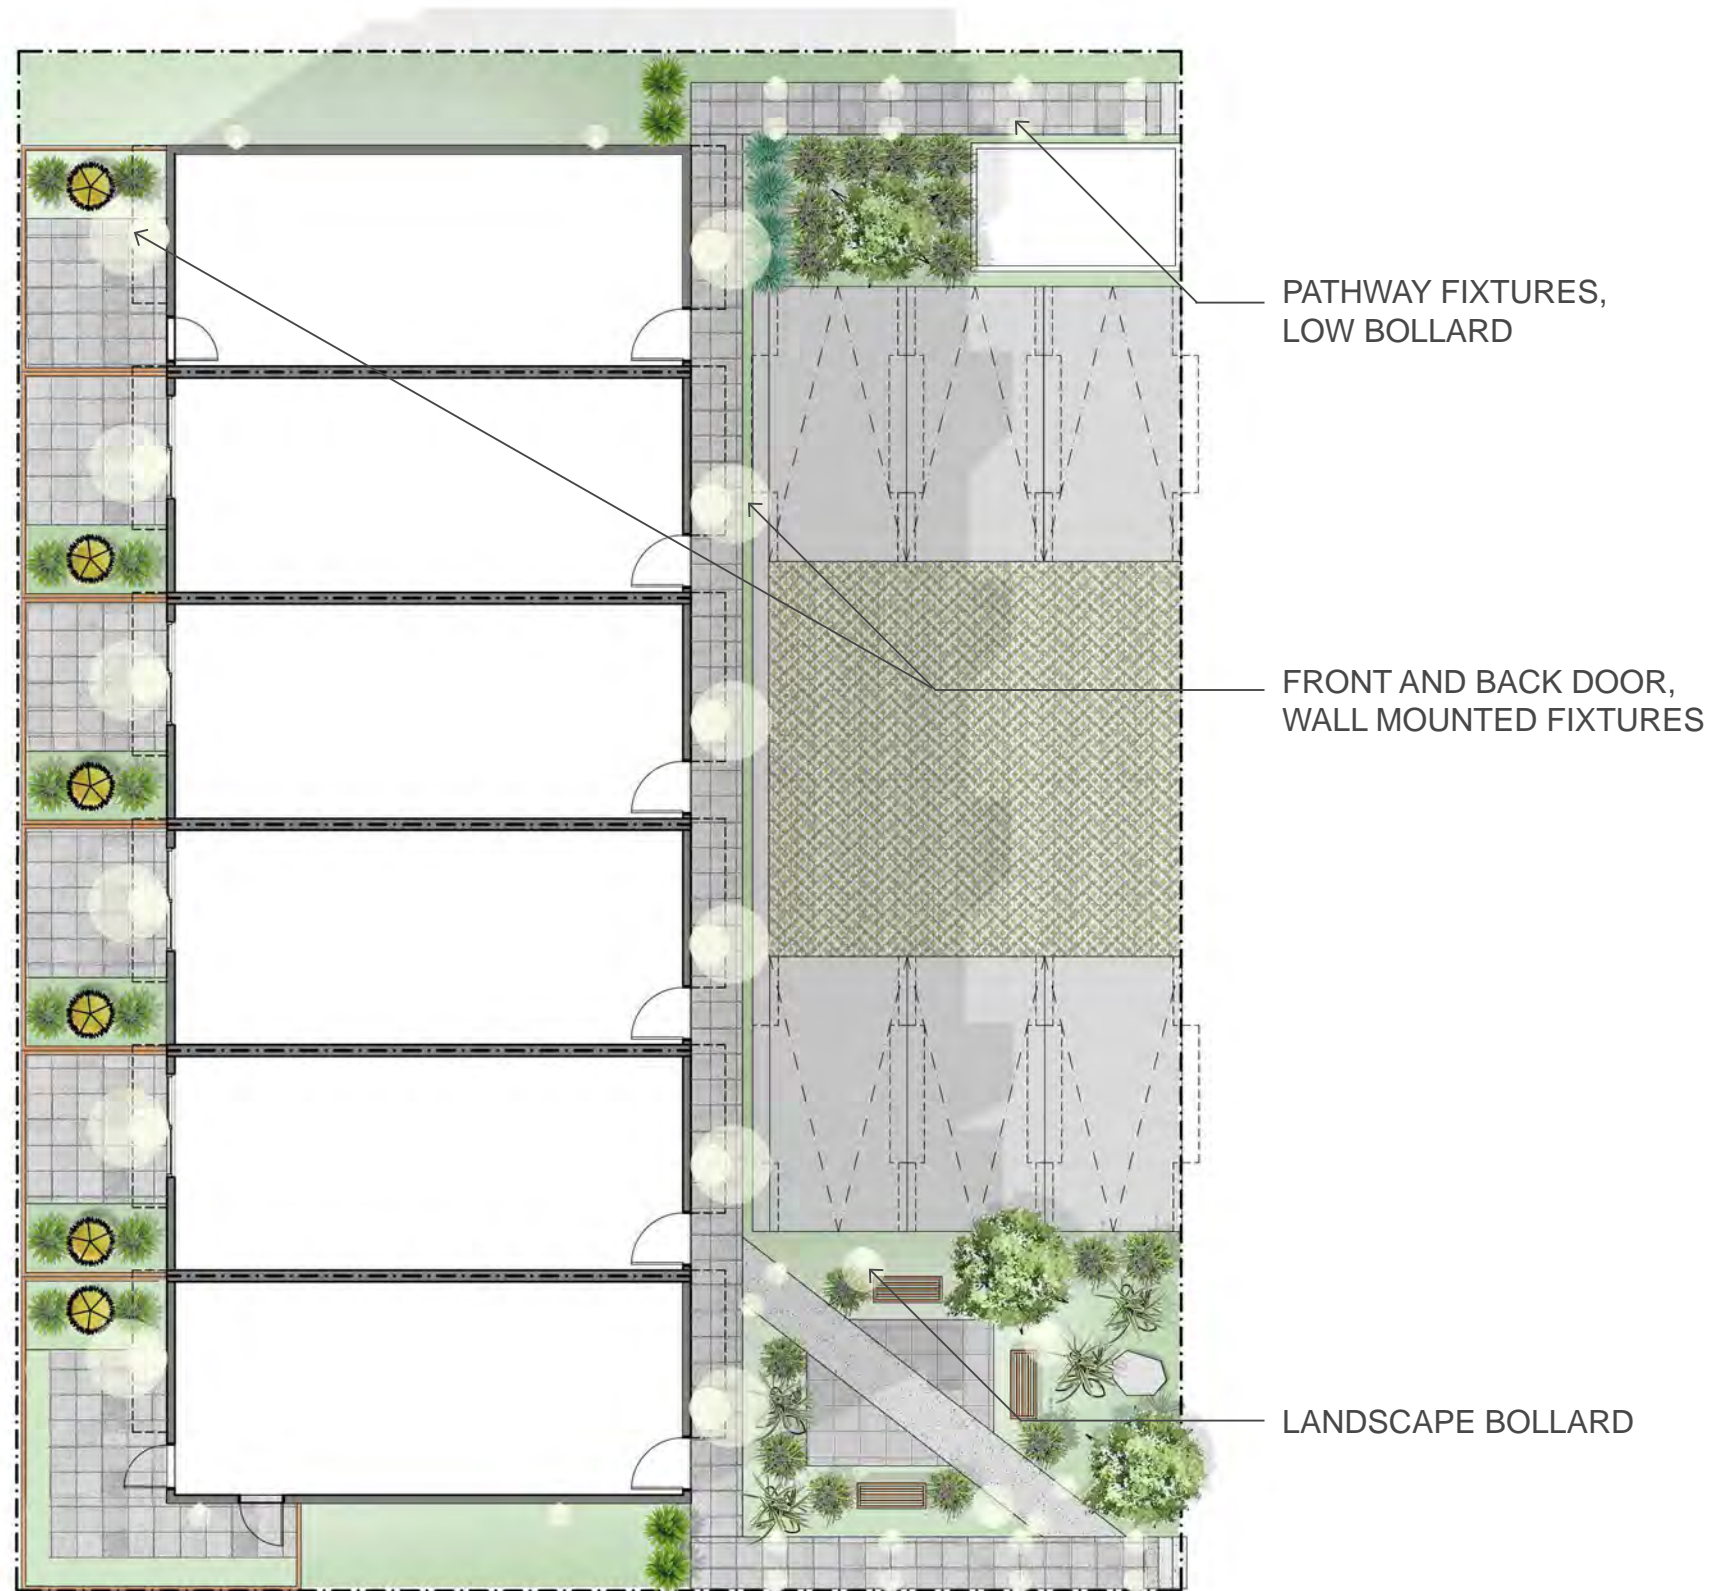 PATHWAY FIXTURES,
LOW BOLLARD
FRONT AND BACK DOOR,
WALL MOUNTED FIXTURES
LANDSCAPE BOLLARD